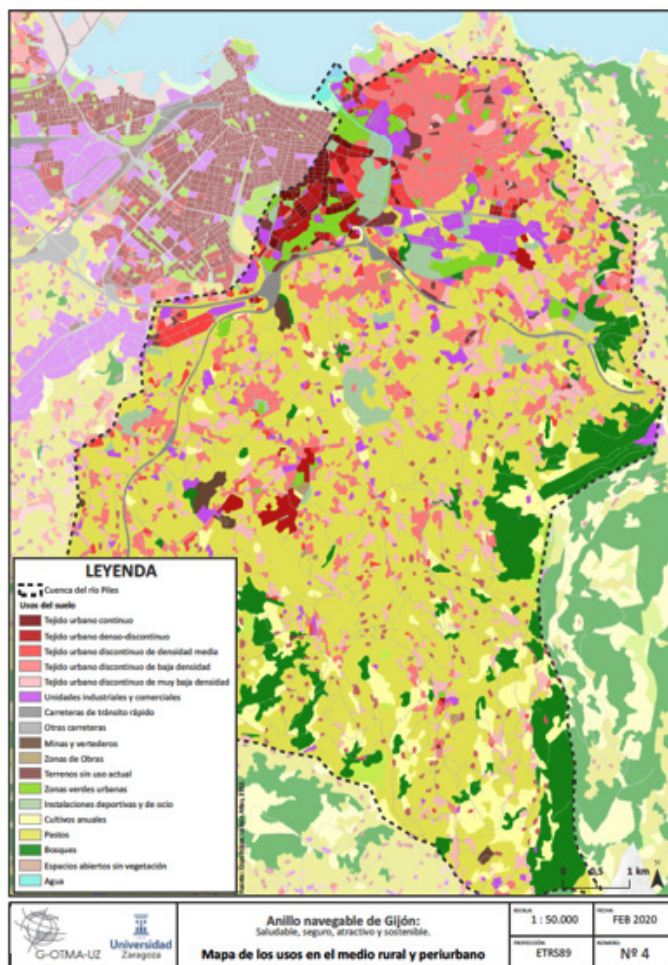 LEYENDA
Cuenca del río Piles
Usos del suelo
Tejido urbano continuo
Tejido urbano denso-discontinuo
Tejido urbano discontinuo de densidad media
Tejido urbano discontinuo de baja densidad
Tejido urbano discontinuo de muy baja densidad
Unidades industriales y comerciales
Carreteras de tránsito rápido
Otras carreteras
Minas y vertederos
Zonas de Obras
Terrenos sin uso actual
Zonas verdes urbanas
Instalaciones deportivas y de ocio
Cultivos anuales
Pastos
Bosques
Espacios abiertos sin vegetación
Agua
0 0,5 1 km
G-OTMA-UZ
Universidad
Zaragoza
Anillo navegable de Gijón:
Saludable, seguro, atractivo y sostenible.
Mapa de los usos en el medio rural y periurbano
ESCALA:
1 : 50.000
FECHA:
FEB 2020
PROYECCIÓN:
ETRS89
NÚMERO:
Nº 4